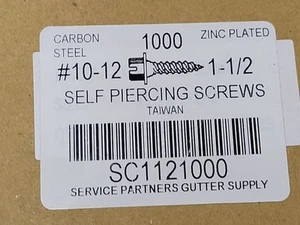 CARBON STEEL 1000 ZINC PLATED
#10-12 1-1/2
SELF PIERCING SCREWS
TAIWAN
SC1121000
SERVICE PARTNERS GUTTER SUPPLY